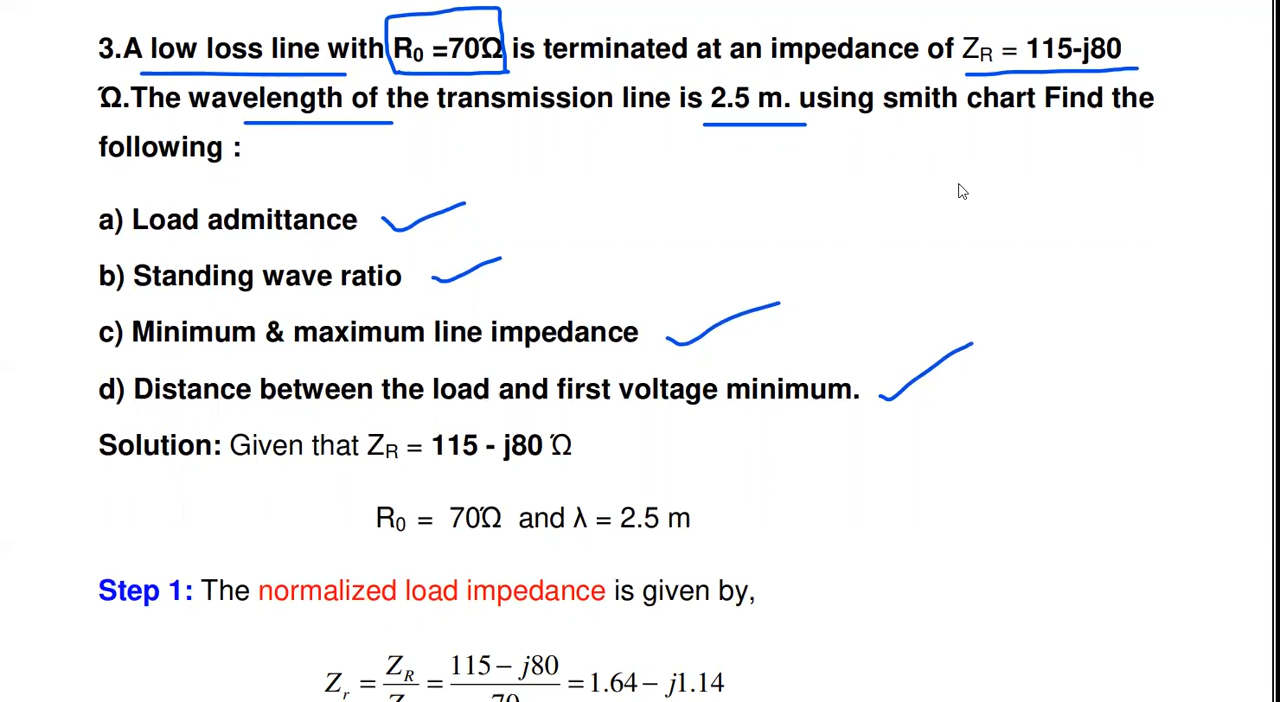 3.A low loss line with R₀ =70Ώ is terminated at an impedance of Z_R = 115-j80
Ώ.The wavelength of the transmission line is 2.5 m. using smith chart Find the
following :
a) Load admittance
b) Standing wave ratio
c) Minimum & maximum line impedance
d) Distance between the load and first voltage minimum.
Solution: Given that Z_R = 115 - j80 Ώ
R₀ = 70Ώ and λ = 2.5 m
Step 1: The normalized load impedance is given by,
Z_r = Z_R / Z = 115 − j80 / 70 = 1.64 − j1.14